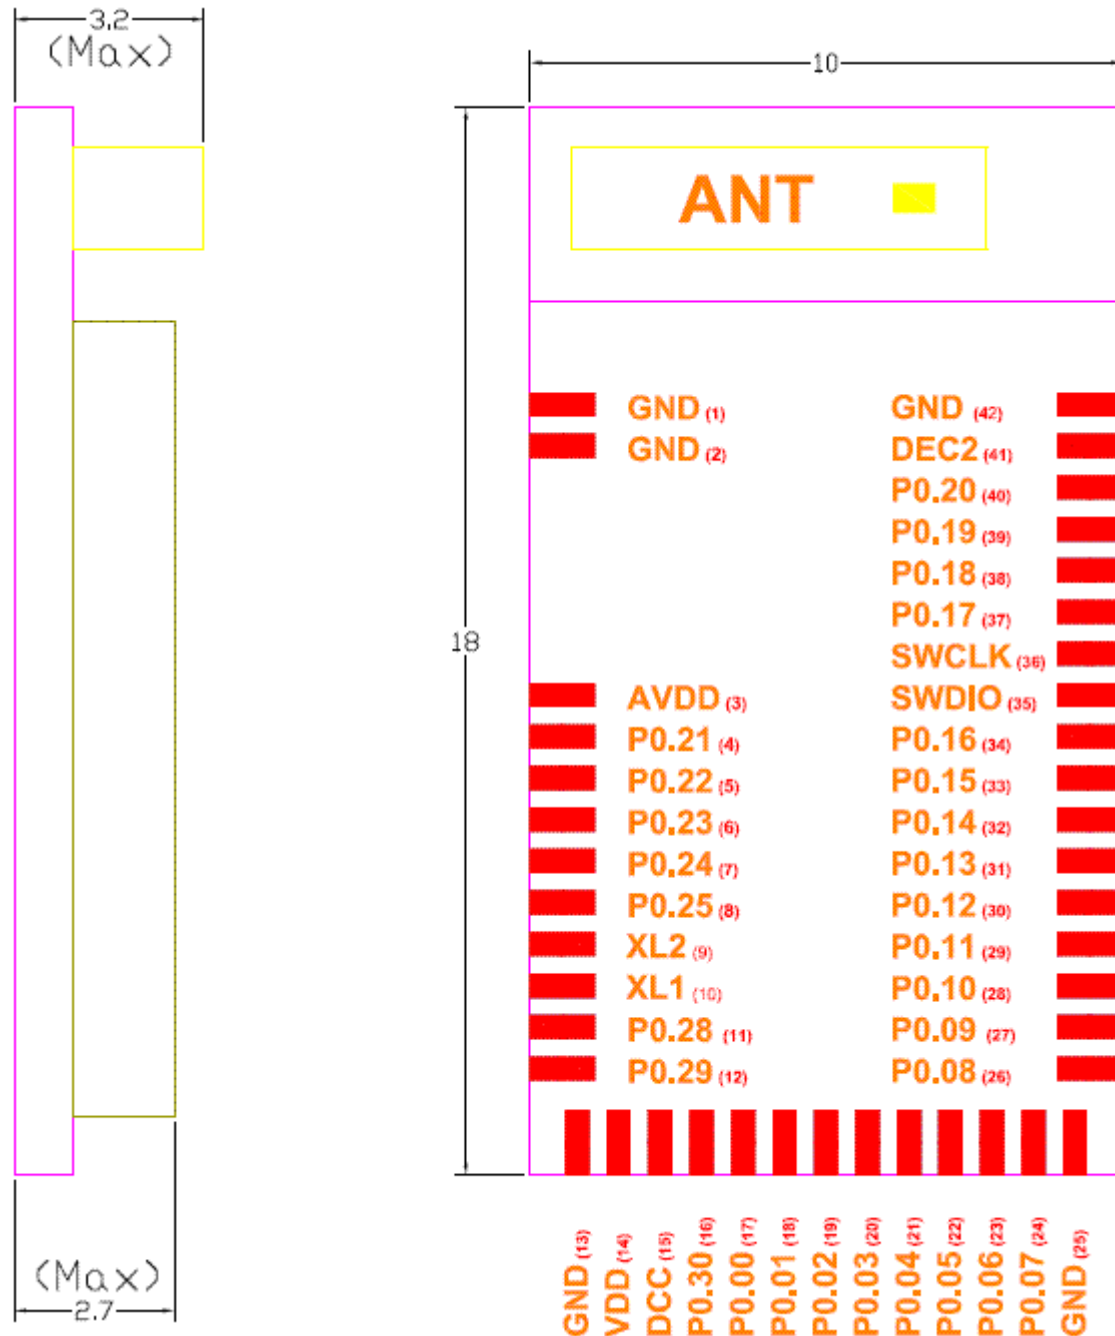 3.2
(Max)
10
ANT
GND (1)
GND (42)
GND (2)
DEC2 (41)
P0.20 (40)
P0.19 (39)
P0.18 (38)
P0.17 (37)
18
SWCLK (36)
AVDD (3)
SWDIO (35)
P0.21 (4)
P0.16 (34)
P0.22 (5)
P0.15 (33)
P0.23 (6)
P0.14 (32)
P0.24 (7)
P0.13 (31)
P0.25 (8)
P0.12 (30)
XL2 (9)
P0.11 (29)
XL1 (10)
P0.10 (28)
P0.28 (11)
P0.09 (27)
P0.29 (12)
P0.08 (26)
GND (13)
VDD (14)
DCC (15)
P0.30 (16)
P0.00 (17)
P0.01 (18)
P0.02 (19)
P0.03 (20)
P0.04 (21)
P0.05 (22)
P0.06 (23)
P0.07 (24)
GND (25)
(Max)
2.7